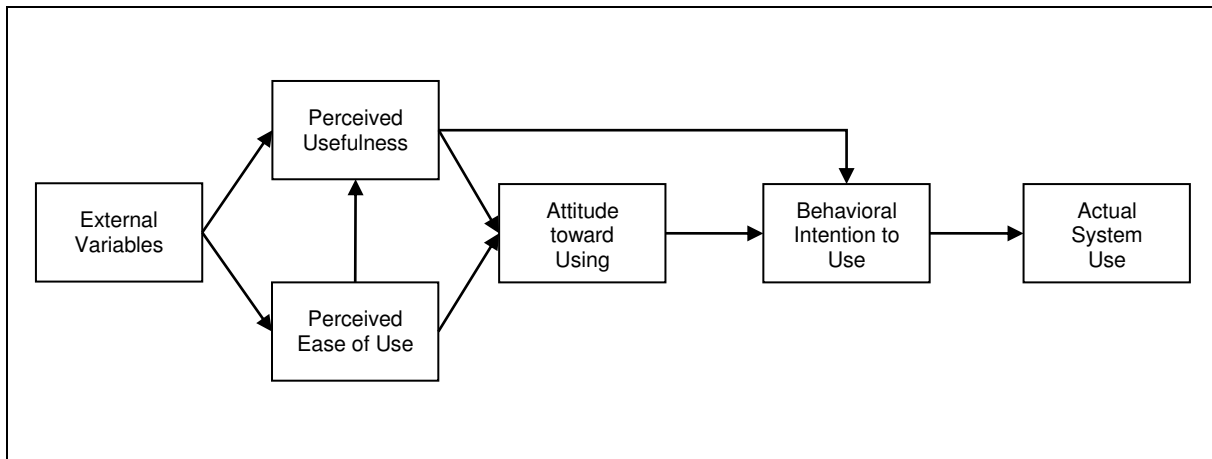 Perceived
Usefulness
External
Variables
Attitude
toward
Using
Behavioral
Intention to
Use
Actual
System
Use
Perceived
Ease of Use